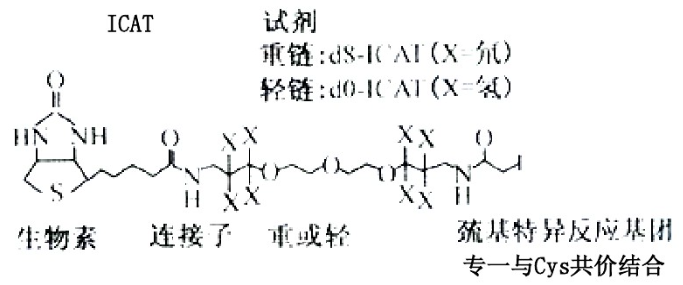 ICAT 试剂
重链:d8-ICAT(X=氘)
轻链:d0-ICAT(X=氢)
O
HN NH
S
O
N
H
X X
X X
O
O
O
X X
X X
N
H
O
I
生物素 连接子 重或轻 巯基特异反应基团
专一与Cys共价结合